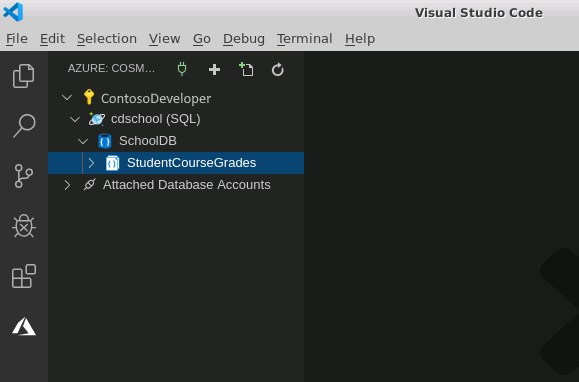 Visual Studio Code
File Edit Selection View Go Debug Terminal Help
AZURE: COSM...
ContosoDeveloper
cdschool (SQL)
SchoolDB
StudentCourseGrades
Attached Database Accounts